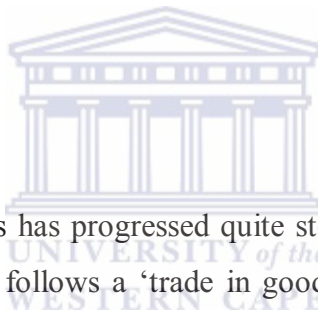 s has progressed quite st
UNIVERSITY of the
follows a ‘trade in good
WESTERN CAPE